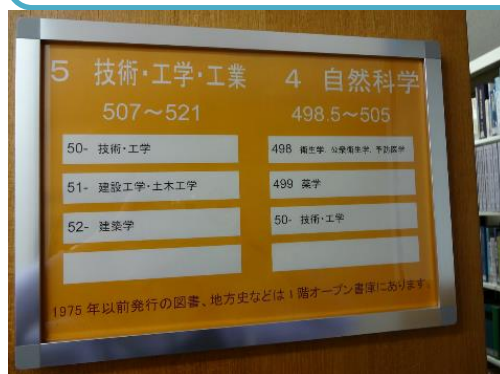 5 技術･工学･工業
507～521
50- 技術･工学
51- 建設工学･土木工学
52- 建築学
4 自然科学
498.5～505
498 衛生学, 公衆衛生学, 予防医学
499 薬学
50- 技術･工学
1975 年以前発行の図書、地方史などは 1 階オープン書庫にあります。